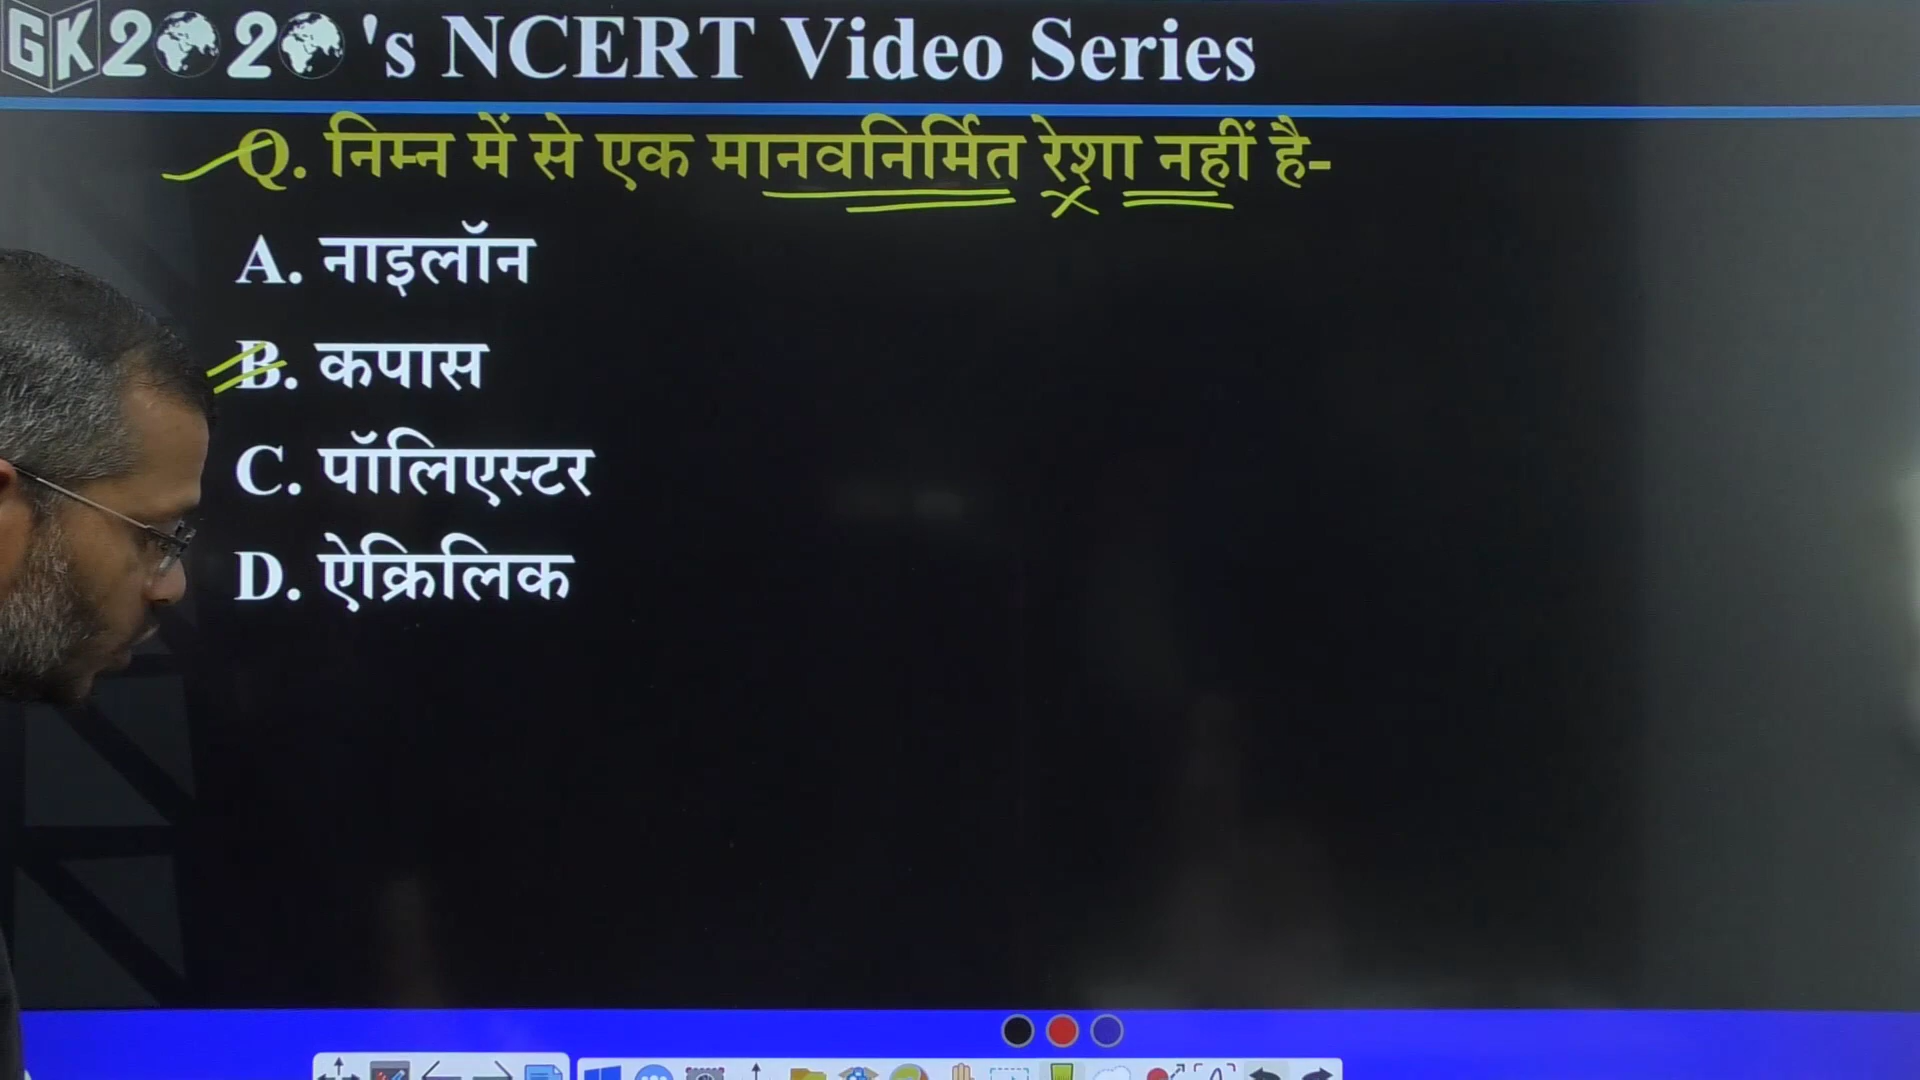 GK2020's NCERT Video Series
Q. निम्न में से एक मानवनिर्मित रेशा नहीं है-
A. नाइलॉन
B. कपास
C. पॉलिएस्टर
D. ऐक्रिलिक